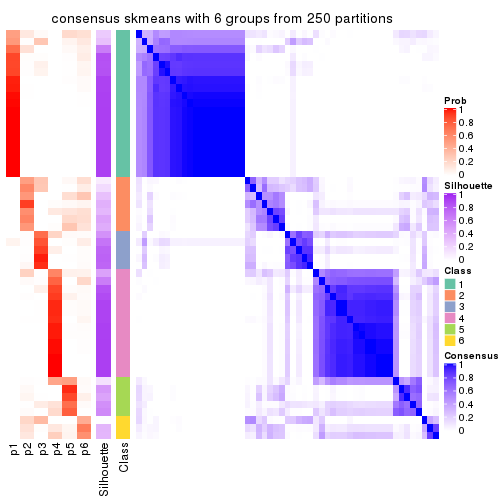 consensus skmeans with 6 groups from 250 partitions
p1
p2
p3
p4
p5
p6
Silhouette
Class
Prob
1
0.8
0.6
0.4
0.2
0
Silhouette
1
0.8
0.6
0.4
0.2
0
Class
1
2
3
4
5
6
Consensus
1
0.8
0.6
0.4
0.2
0